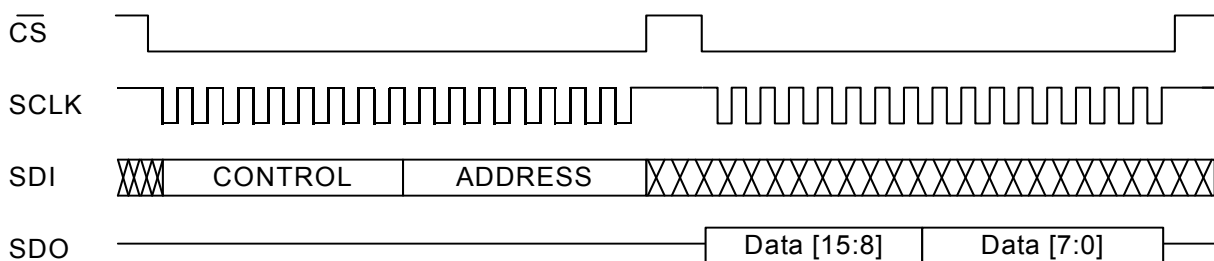 CS
SCLK
SDI CONTROL ADDRESS
SDO Data [15:8] Data [7:0]